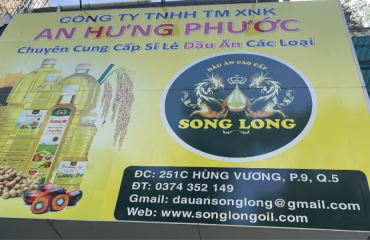 CÔNG TY TNHH TM XNK
AN HƯNG PHƯỚC
Chuyên Cung Cấp Sỉ Lẻ Dầu Ăn Các Loại
DẦU ĂN CAO CẤP
SONG LONG
ĐC: 251C HÙNG VƯƠNG, P.9, Q.5
ĐT: 0374 352 149
Gmail: dauansonglong@gmail.com
Web: www.songlongoil.com